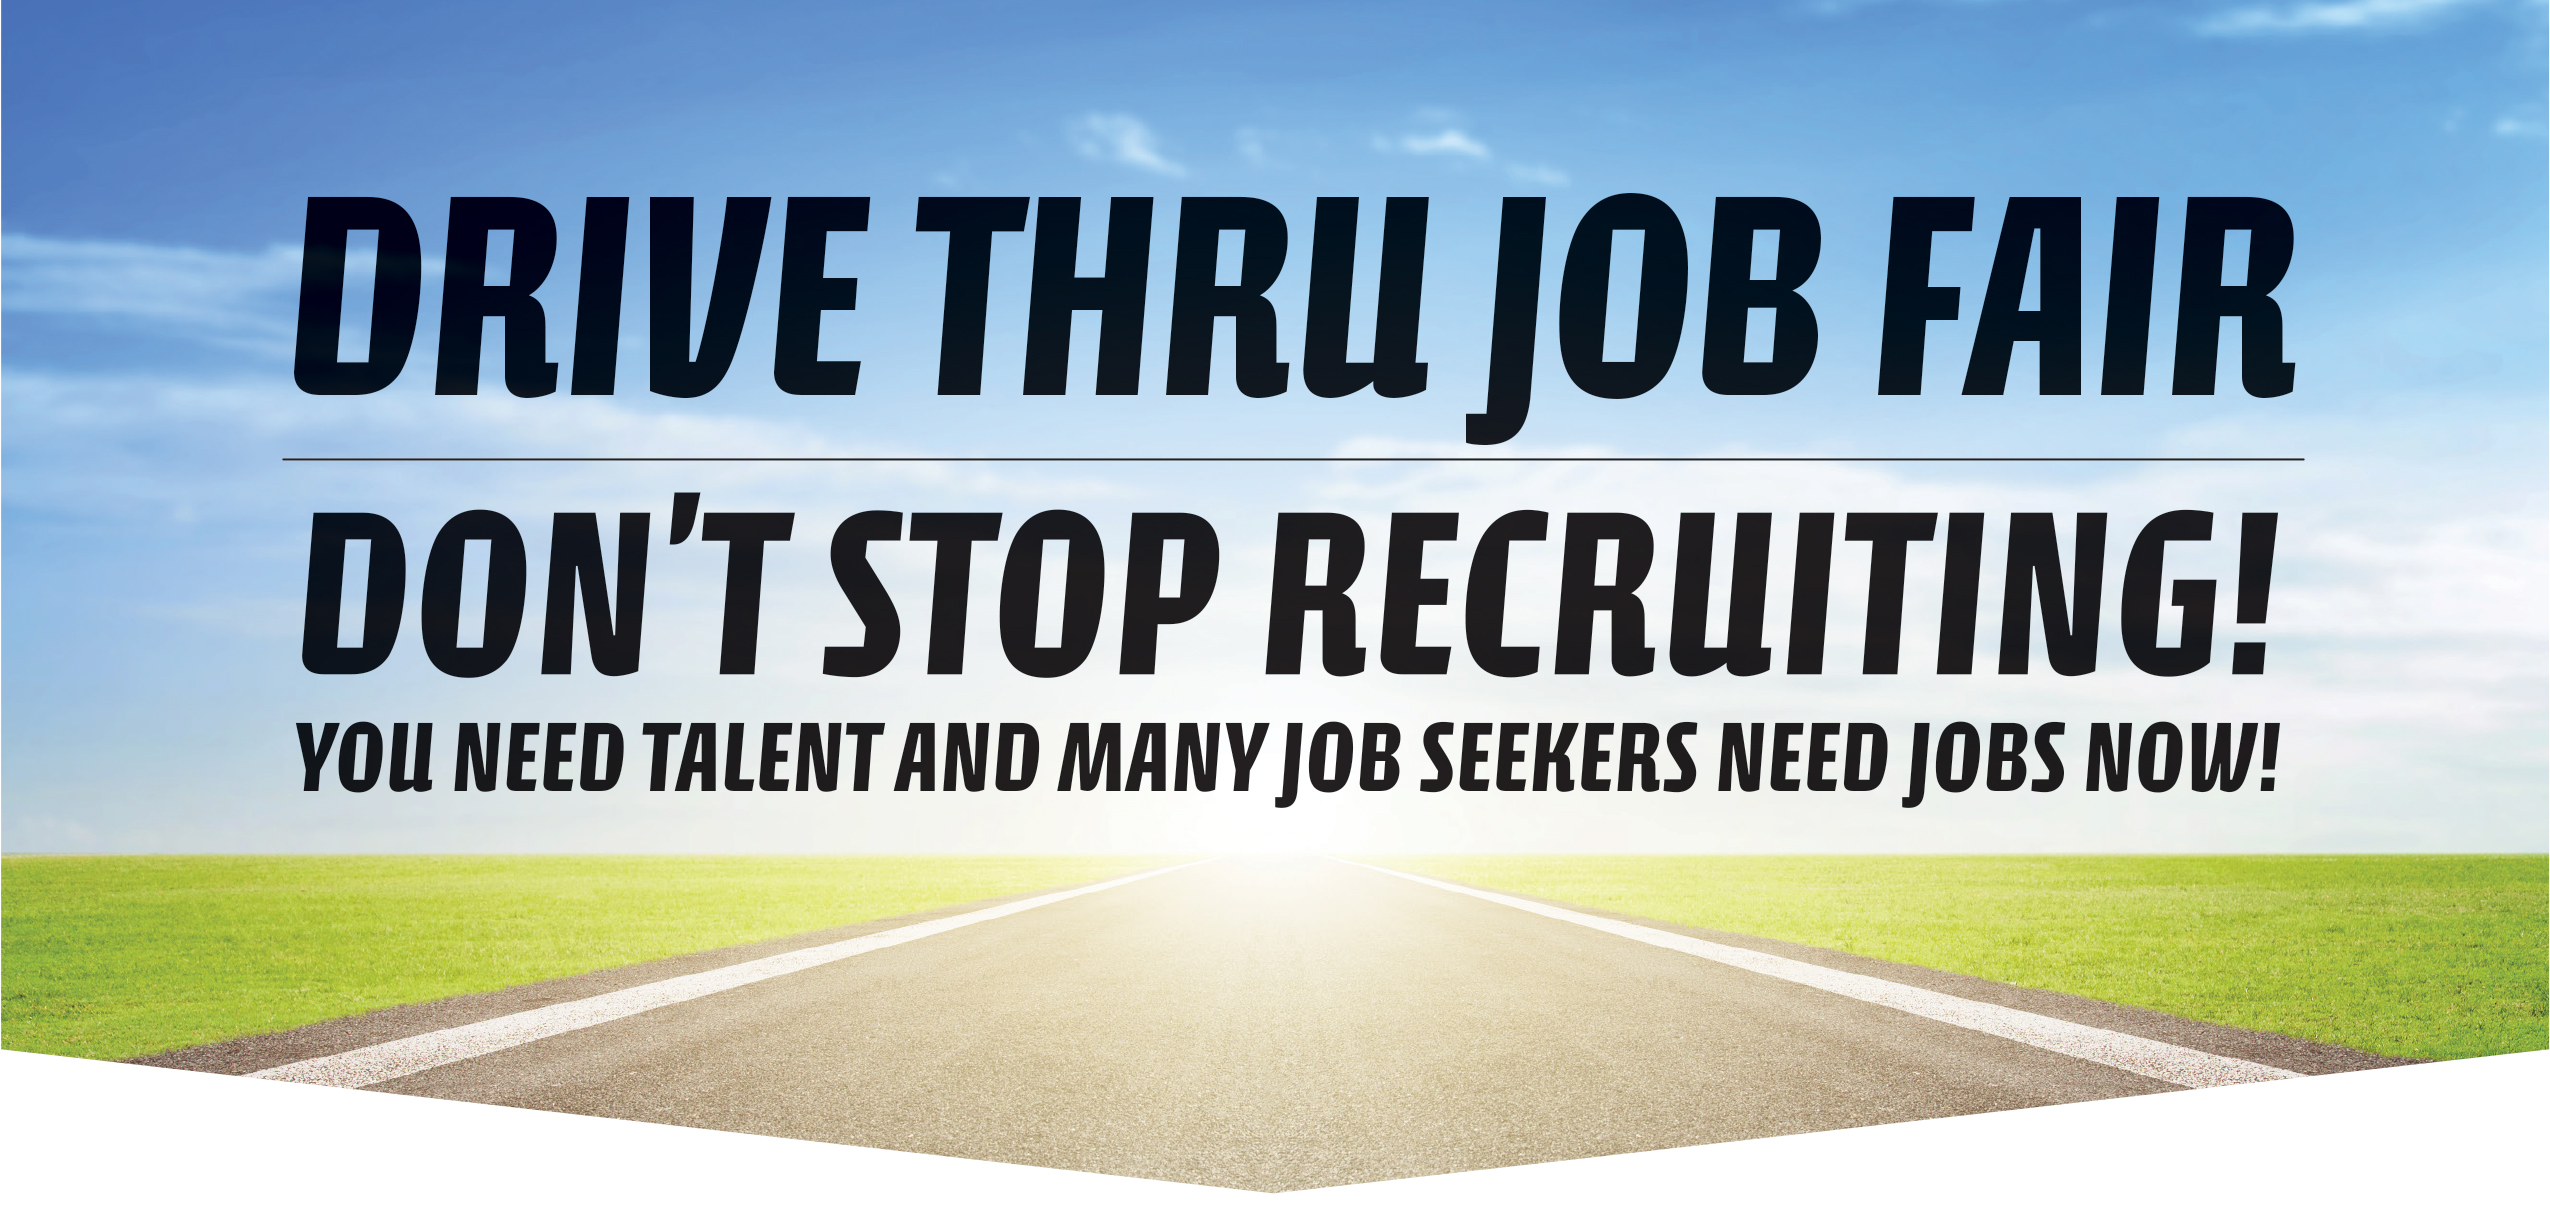 DRIVE THRU JOB FAIR
DON'T STOP RECRUITING!
YOU NEED TALENT AND MANY JOB SEEKERS NEED JOBS NOW!